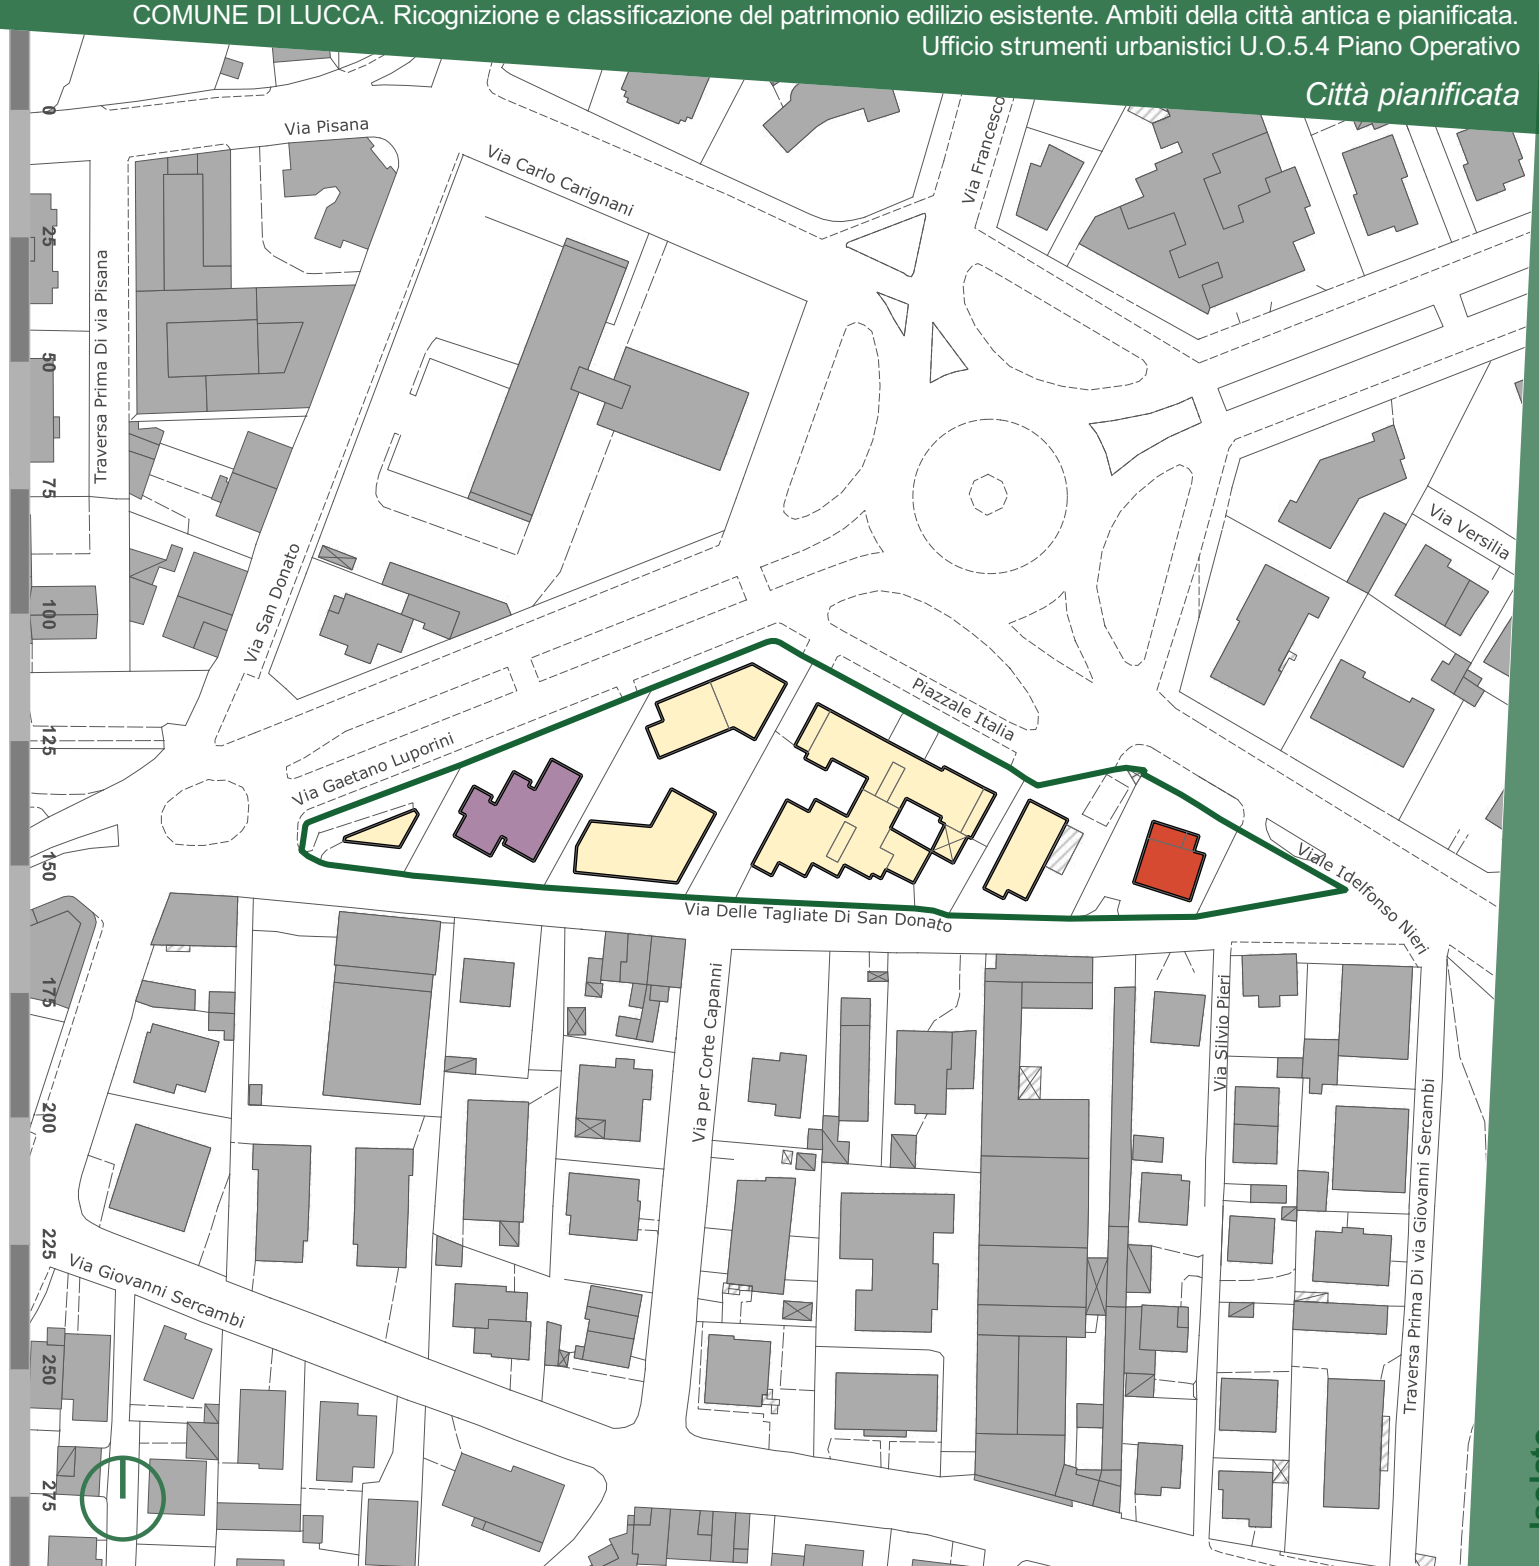 COMUNE DI LUCCA. Ricognizione e classificazione del patrimonio edilizio esistente. Ambiti della città antica e pianificata.
Ufficio strumenti urbanistici U.O.5.4 Piano Operativo
Città pianificata
Via Pisana
Via Carlo Carignani
Via Francesco
Traversa Prima Di via Pisana
Via San Donato
Via Versilia
Piazzale Italia
Via Gaetano Luporini
Viale Idelfonso Nieri
Via Delle Tagliate Di San Donato
Via per Corte Capanni
Via Silvio Pieri
Traversa Prima Di via Giovanni Sercambi
Via Giovanni Sercambi
0
25
50
75
100
125
150
175
200
225
250
275